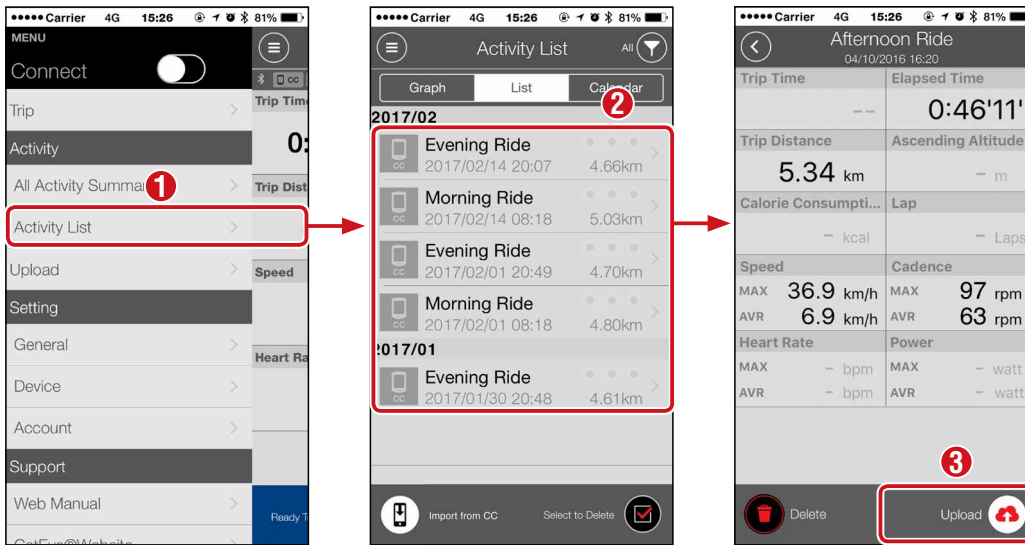 Carrier 4G 15:26 81%
MENU
Connect
Trip
Activity
All Activity Summa
1
Activity List
Upload
Setting
General
Device
Account
Support
Web Manual
CC
Trip Time
0:
Trip Dist
Speed
Heart Ra
Ready T
Carrier 4G 15:26 81%
Activity List All
Graph List Calendar
2
2017/02
Evening Ride
CC 2017/02/14 20:07 4.66km
Morning Ride
CC 2017/02/14 08:18 5.03km
Evening Ride
CC 2017/02/01 20:49 4.70km
Morning Ride
CC 2017/02/01 08:18 4.80km
2017/01
Evening Ride
CC 2017/01/30 20:48 4.61km
Import from CC Select to Delete
Carrier 4G 15:26 81%
Afternoon Ride
04/10/2016 16:20
Trip Time Elapsed Time
-- 0:46'11"
Trip Distance Ascending Altitude
5.34 km - m
Calorie Consumpti... Lap
- kcal - Laps
Speed Cadence
MAX 36.9 km/h MAX 97 rpm
AVR 6.9 km/h AVR 63 rpm
Heart Rate Power
MAX - bpm MAX - watt
AVR - bpm AVR - watt
3
Delete Upload